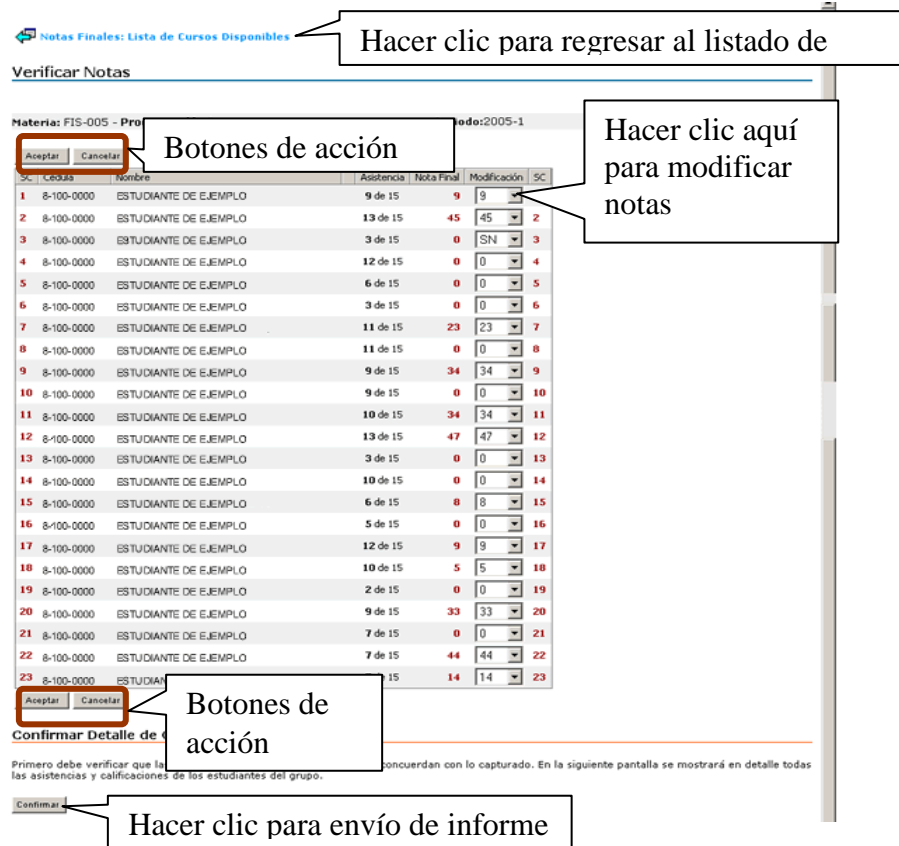 Notas Finales: Lista de Cursos Disponibles
Hacer clic para regresar al listado de
Verificar Notas
Materia: FIS-005 - Pro
do:2005-1
Hacer clic aquí
para modificar
notas
Aceptar Cancelar
Botones de acción
SC Cedula Nombre Asistencia Nota Final Modificación SC
1 8-100-0000 ESTUDIANTE DE EJEMPLO 9 de 15 9 9
2 8-100-0000 ESTUDIANTE DE EJEMPLO 13 de 15 45 45 2
3 8-100-0000 ESTUDIANTE DE EJEMPLO 3 de 15 0 SN 3
4 8-100-0000 ESTUDIANTE DE EJEMPLO 12 de 15 0 0 4
5 8-100-0000 ESTUDIANTE DE EJEMPLO 6 de 15 0 0 5
6 8-100-0000 ESTUDIANTE DE EJEMPLO 3 de 15 0 0 6
7 8-100-0000 ESTUDIANTE DE EJEMPLO 11 de 15 23 23 7
8 8-100-0000 ESTUDIANTE DE EJEMPLO 11 de 15 0 0 8
9 8-100-0000 ESTUDIANTE DE EJEMPLO 9 de 15 34 34 9
10 8-100-0000 ESTUDIANTE DE EJEMPLO 9 de 15 0 0 10
11 8-100-0000 ESTUDIANTE DE EJEMPLO 10 de 15 34 34 11
12 8-100-0000 ESTUDIANTE DE EJEMPLO 13 de 15 47 47 12
13 8-100-0000 ESTUDIANTE DE EJEMPLO 3 de 15 0 0 13
14 8-100-0000 ESTUDIANTE DE EJEMPLO 10 de 15 0 0 14
15 8-100-0000 ESTUDIANTE DE EJEMPLO 6 de 15 8 8 15
16 8-100-0000 ESTUDIANTE DE EJEMPLO 5 de 15 0 0 16
17 8-100-0000 ESTUDIANTE DE EJEMPLO 12 de 15 9 9 17
18 8-100-0000 ESTUDIANTE DE EJEMPLO 10 de 15 5 5 18
19 8-100-0000 ESTUDIANTE DE EJEMPLO 2 de 15 0 0 19
20 8-100-0000 ESTUDIANTE DE EJEMPLO 9 de 15 33 33 20
21 8-100-0000 ESTUDIANTE DE EJEMPLO 7 de 15 0 0 21
22 8-100-0000 ESTUDIANTE DE EJEMPLO 7 de 15 44 44 22
23 8-100-0000 ESTUDIAN de 15 14 14 23
Aceptar Cancelar
Botones de
acción
Confirmar Detalle de
Primero debe verificar que la concuerdan con lo capturado. En la siguiente pantalla se mostrará en detalle todas
las asistencias y calificaciones de los estudiantes del grupo.
Confirmar
Hacer clic para envío de informe